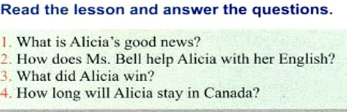 Read the lesson and answer the questions.
1. What is Alicia's good news?
2. How does Ms. Bell help Alicia with her English?
3. What did Alicia win?
4. How long will Alicia stay in Canada?